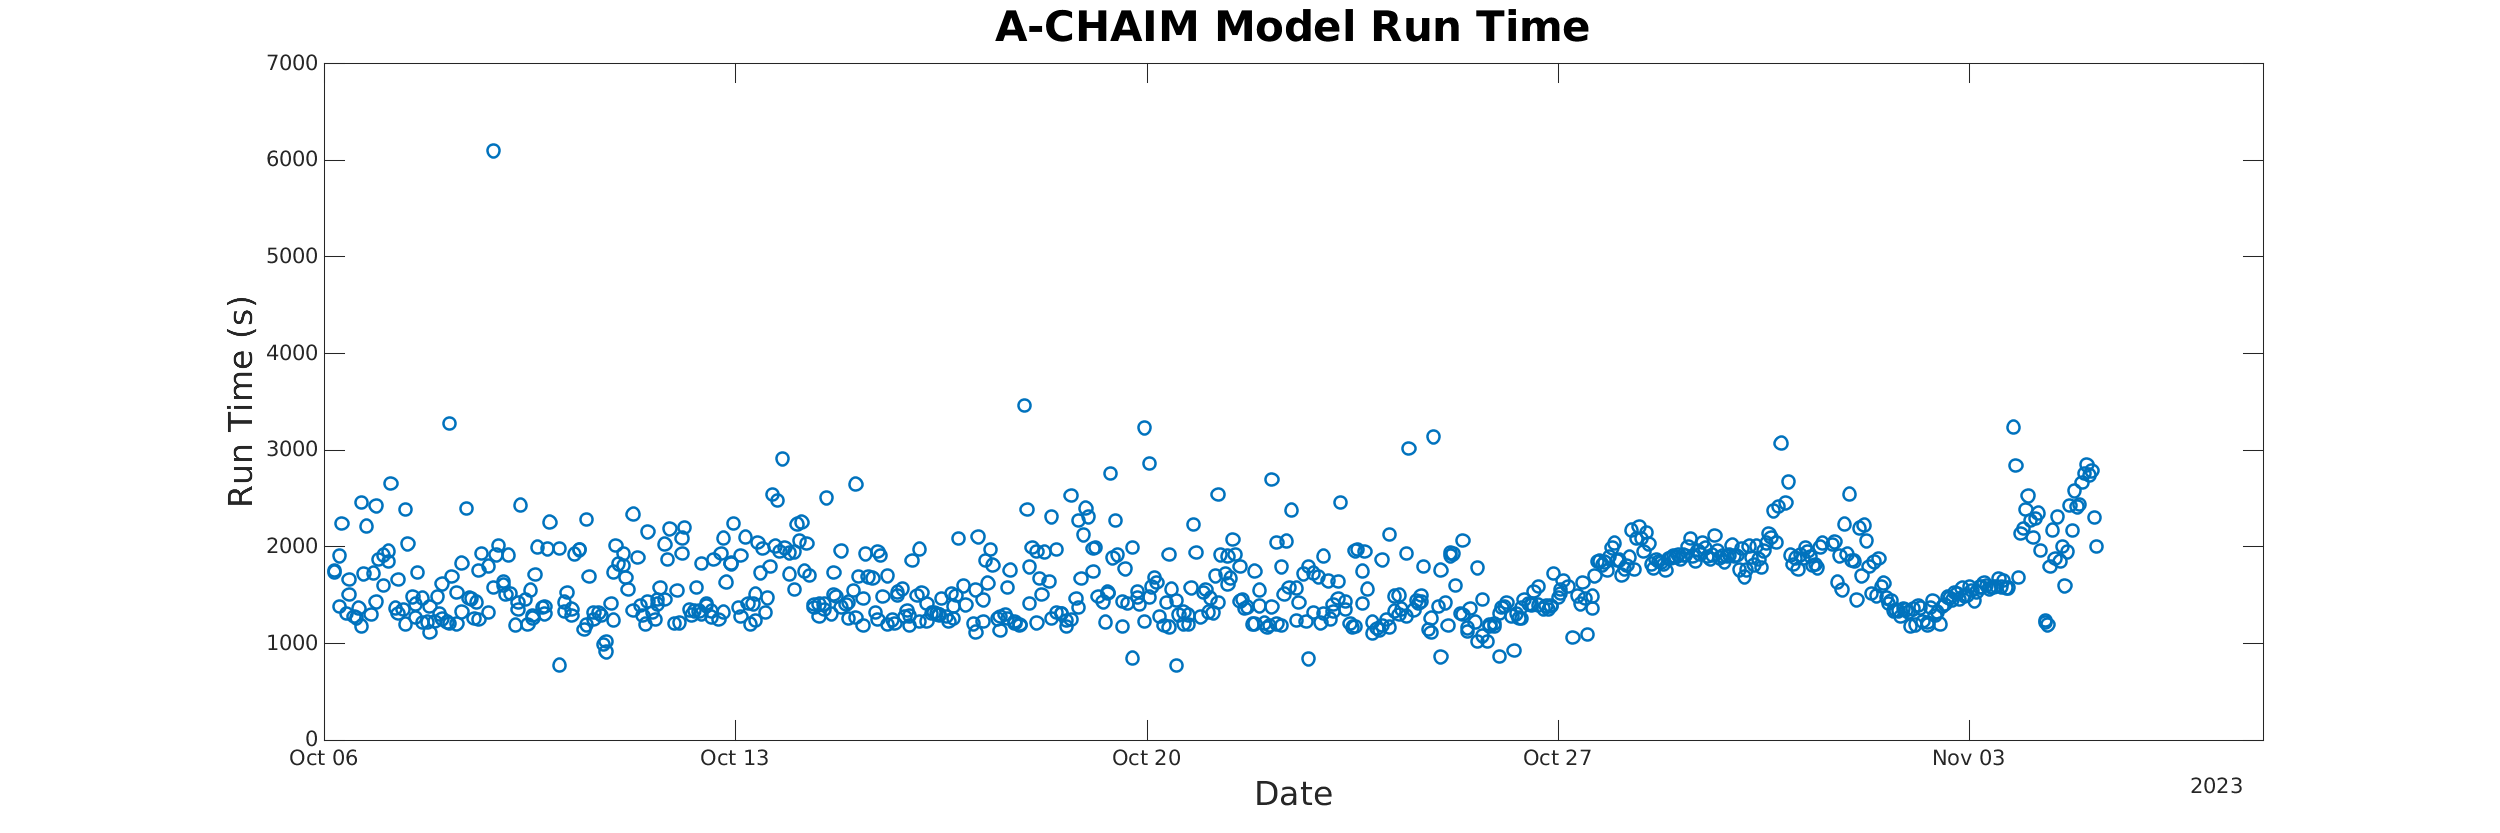 A-CHAIM Model Run Time
7000
6000
5000
4000
3000
2000
1000
0
Run Time (s)
Oct 06 Oct 13 Oct 20 Oct 27 Nov 03
2023
Date